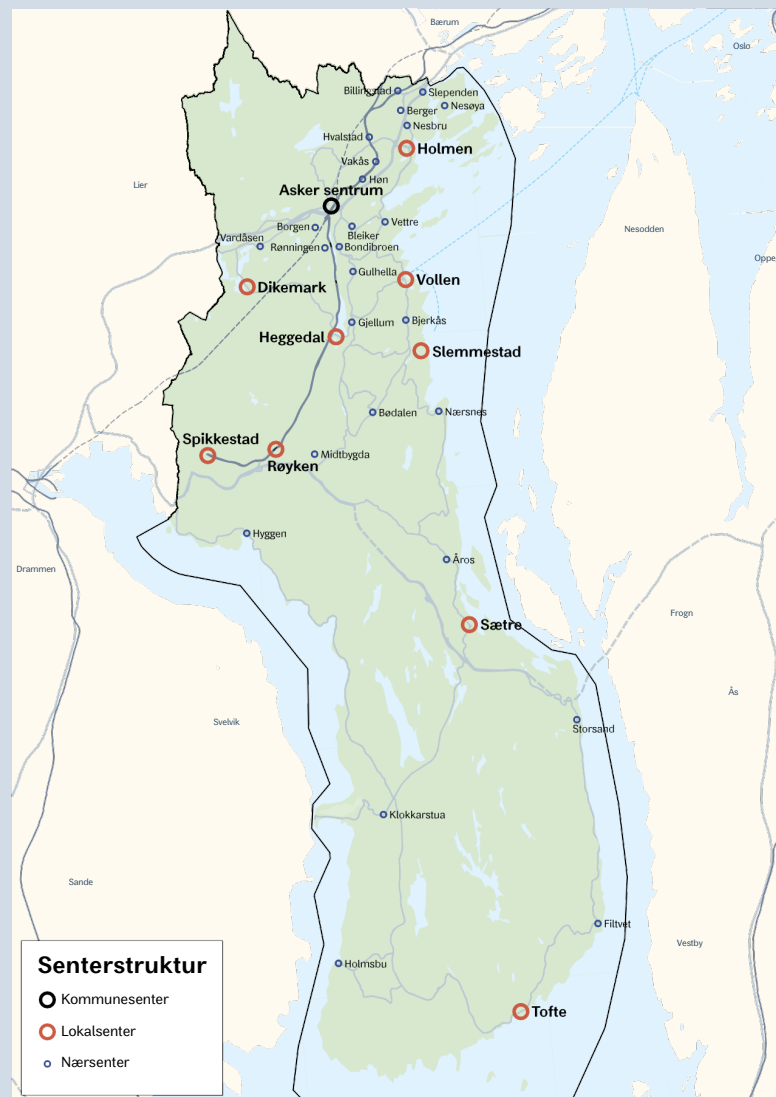 Bærum
Oslo
Billingstad
Slependen
Nesøya
Berger
Nesbru
Hvalstad
Holmen
Vakås
Høn
Lier
Asker sentrum
Vettre
Borgen
Bleiker
Nesodden
Vardåsen
Rønningen
Bondibroen
Oppe
Gulhella
Vollen
Dikemark
Gjellum
Bjerkås
Heggedal
Slemmestad
Bødalen
Nærsnes
Spikkestad
Midtbygda
Røyken
Hyggen
Åros
Drammen
Frogn
Sætre
Ås
Svelvik
Storsand
Klokkarstua
Sande
Filtvet
Vestby
Holmsbu
Tofte
Senterstruktur
Kommunesenter
Lokalsenter
Nærsenter